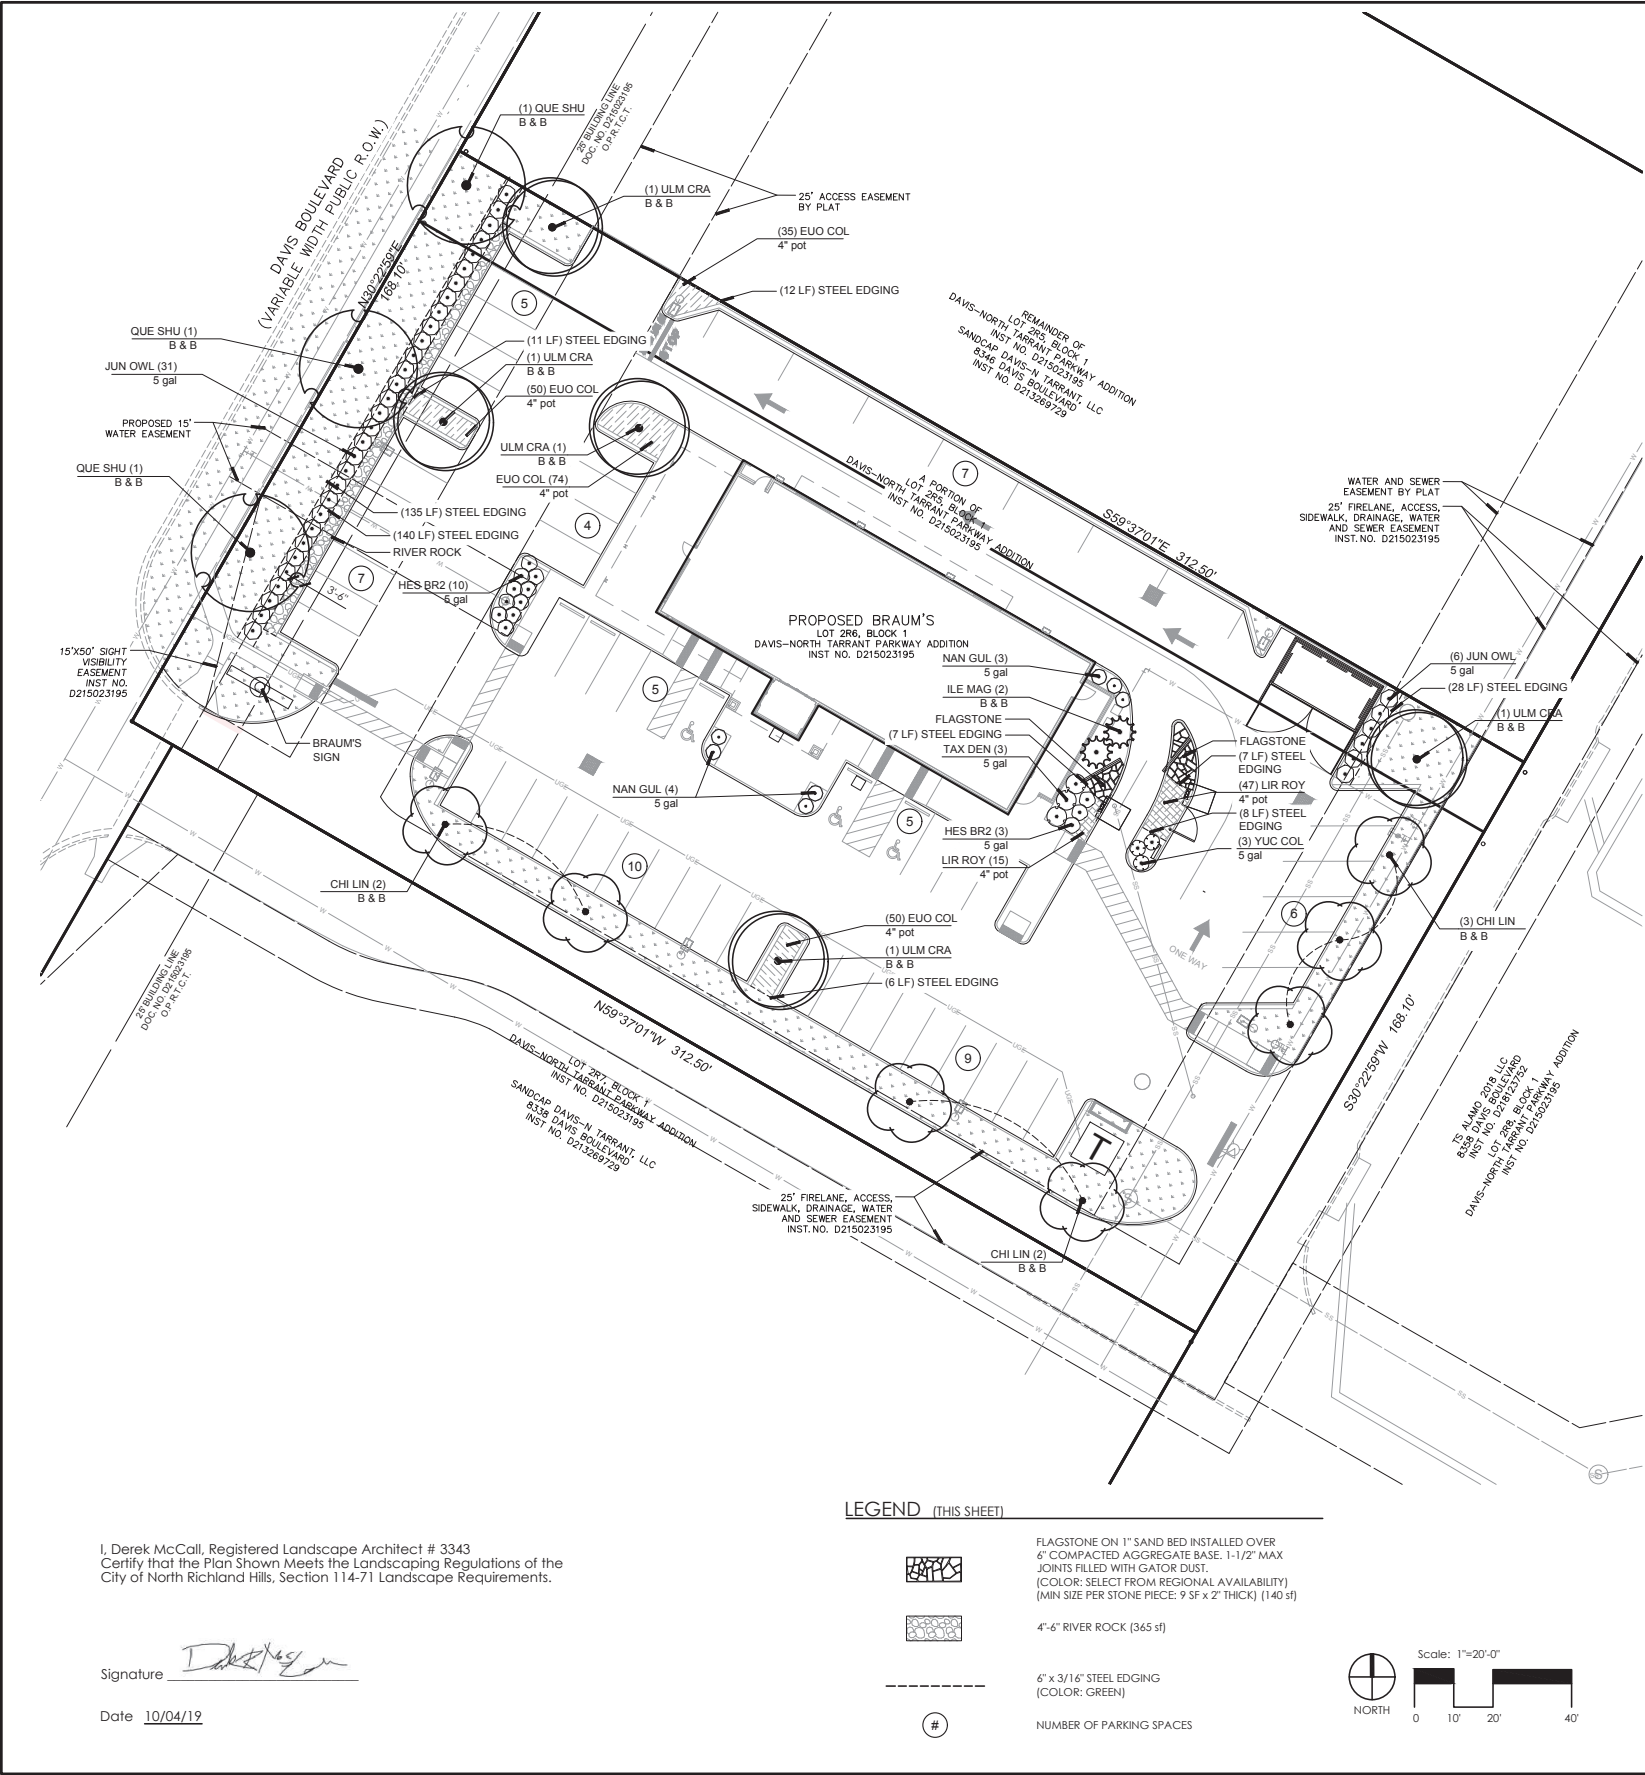 (1) QUE SHU
B & B
25' BUILDING LINE
DOC. NO. D215023195
O.P.R.T.C.T.
DAVIS BOULEVARD
(VARIABLE WIDTH PUBLIC R.O.W.)
(1) ULM CRA
B & B
25' ACCESS EASEMENT
BY PLAT
(35) EUO COL
4" pot
(12 LF) STEEL EDGING
N30°22'59"E
168.10'
5
STOP
REMAINDER OF
LOT 2R5, BLOCK 1
DAVIS-NORTH TARRANT PARKWAY ADDITION
INST NO. D215023195
SANDCAP DAVIS-N TARRANT, LLC
8346 DAVIS BOULEVARD
INST NO. D213269729
QUE SHU (1)
B & B
JUN OWL (31)
5 gal
(11 LF) STEEL EDGING
(1) ULM CRA
B & B
(50) EUO COL
4" pot
PROPOSED 15'
WATER EASEMENT
ULM CRA (1)
B & B
EUO COL (74)
4" pot
QUE SHU (1)
B & B
7
A PORTION OF
LOT 2R5, BLOCK 1
DAVIS-NORTH TARRANT PARKWAY ADDITION
INST NO. D215023195
S59°37'01"E 312.50'
WATER AND SEWER
EASEMENT BY PLAT
25' FIRELANE, ACCESS,
SIDEWALK, DRAINAGE, WATER
AND SEWER EASEMENT
INST.NO. D215023195
(135 LF) STEEL EDGING
(140 LF) STEEL EDGING
RIVER ROCK
4
7
3'-6"
HES BR2 (10)
5 gal
PROPOSED BRAUM'S
LOT 2R6, BLOCK 1
DAVIS-NORTH TARRANT PARKWAY ADDITION
INST NO. D215023195
15'X50' SIGHT
VISIBILITY
EASEMENT
INST NO.
D215023195
BRAUM'S
SIGN
5
NAN GUL (3)
5 gal
ILE MAG (2)
B & B
FLAGSTONE
(7 LF) STEEL EDGING
TAX DEN (3)
5 gal
(6) JUN OWL
5 gal
(28 LF) STEEL EDGING
(1) ULM CRA
B & B
FLAGSTONE
(7 LF) STEEL
EDGING
(47) LIR ROY
4" pot
(8 LF) STEEL
EDGING
(3) YUC COL
5 gal
NAN GUL (4)
5 gal
5
HES BR2 (3)
5 gal
LIR ROY (15)
4" pot
10
CHI LIN (2)
B & B
(50) EUO COL
4" pot
(1) ULM CRA
B & B
(6 LF) STEEL EDGING
6
(3) CHI LIN
B & B
ONE WAY
25' BUILDING LINE
DOC. NO. D215023195
O.P.R.T.C.T.
N59°37'01"W 312.50'
LOT 2R7, BLOCK 1
DAVIS-NORTH TARRANT PARKWAY ADDITION
INST NO. D215023195
SANDCAP DAVIS-N TARRANT, LLC
8338 DAVIS BOULEVARD
INST NO. D213269729
9
T
S30°22'59"W 168.10'
TS ALAMO 2018 LLC
8358 DAVIS BOULEVARD
INST NO. D218123752
LOT 2R8, BLOCK 1
DAVIS-NORTH TARRANT PARKWAY ADDITION
INST NO. D215023195
25' FIRELANE, ACCESS,
SIDEWALK, DRAINAGE, WATER
AND SEWER EASEMENT
INST.NO. D215023195
CHI LIN (2)
B & B
S
LEGEND (THIS SHEET)
FLAGSTONE ON 1" SAND BED INSTALLED OVER
6" COMPACTED AGGREGATE BASE. 1-1/2" MAX
JOINTS FILLED WITH GATOR DUST.
(COLOR: SELECT FROM REGIONAL AVAILABILITY)
(MIN SIZE PER STONE PIECE: 9 SF x 2" THICK) (140 sf)
4"-6" RIVER ROCK (365 sf)
6" x 3/16" STEEL EDGING
(COLOR: GREEN)
# NUMBER OF PARKING SPACES
I, Derek McCall, Registered Landscape Architect # 3343
Certify that the Plan Shown Meets the Landscaping Regulations of the
City of North Richland Hills, Section 114-71 Landscape Requirements.
Signature
Date 10/04/19
NORTH
Scale: 1"=20'-0"
0 10' 20' 40'